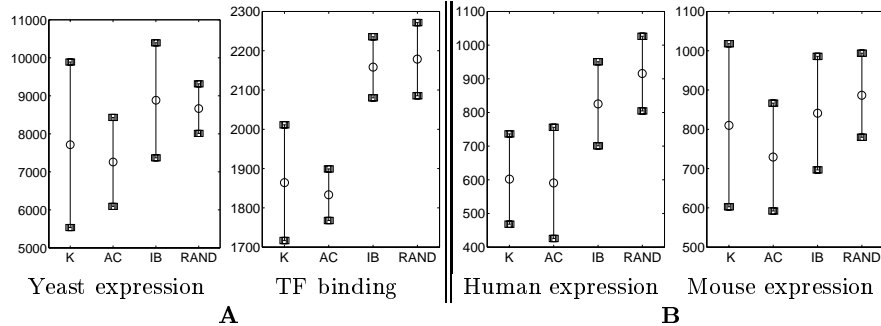 11000
10000
9000
8000
7000
6000
5000
K AC IB RAND
Yeast expression
2300
2200
2100
2000
1900
1800
1700
K AC IB RAND
TF binding
A
1100
1000
900
800
700
600
500
400
K AC IB RAND
Human expression
1100
1000
900
800
700
600
500
K AC IB RAND
Mouse expression
B